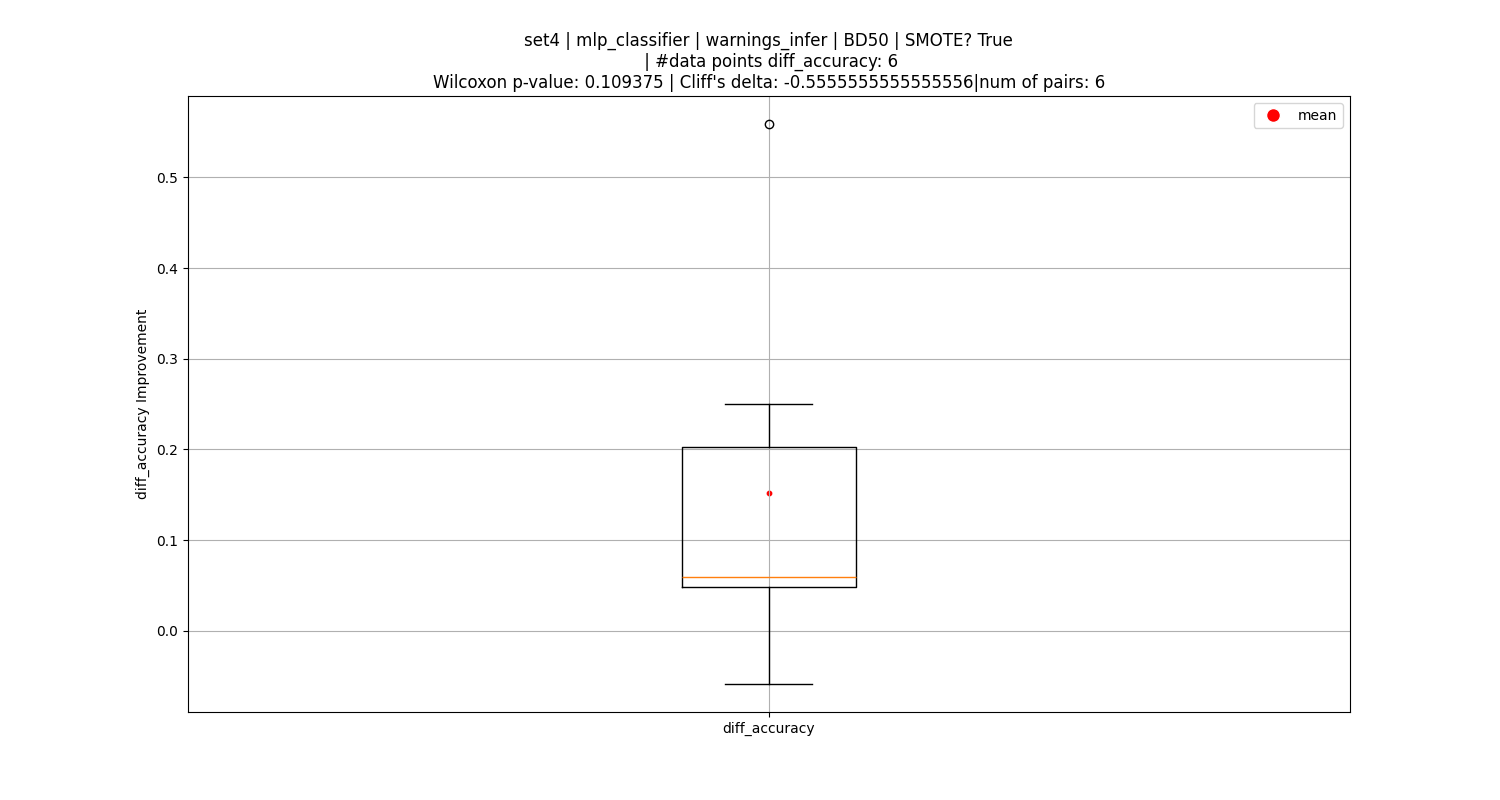 set4 | mlp_classifier | warnings_infer | BD50 | SMOTE? True
| #data points diff_accuracy: 6
Wilcoxon p-value: 0.109375 | Cliff's delta: -0.5555555555555556|num of pairs: 6
mean
0.5
0.4
0.3
0.2
0.1
0.0
diff_accuracy Improvement
diff_accuracy